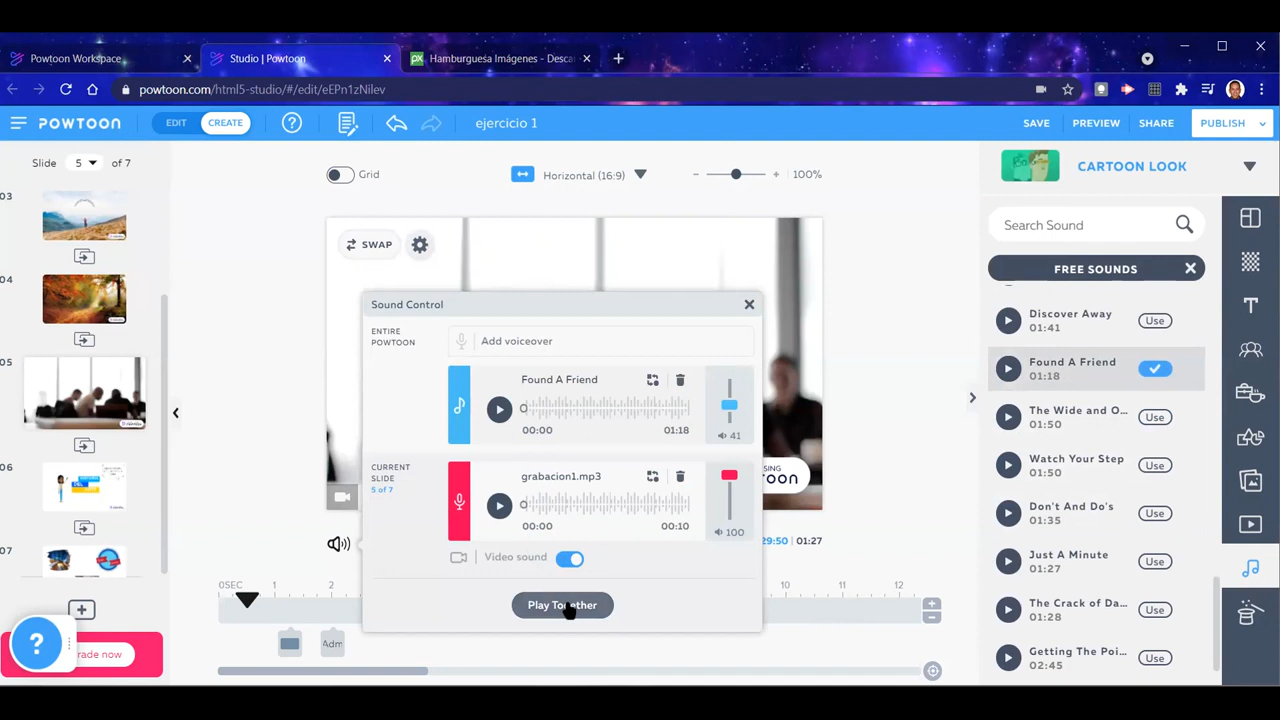 Powtoon Workspace
Studio | Powtoon
Hamburguesa Imágenes - Desca
powtoon.com/html5-studio/#/edit/eEPn1zNilev
POWTOON
EDIT
CREATE
ejercicio 1
SAVE
PREVIEW
SHARE
PUBLISH
Slide 5 of 7
Grid
Horizontal (16:9)
100%
CARTOON LOOK
Search Sound
FREE SOUNDS
03
04
05
06
07
SWAP
Sound Control
ENTIRE
POWTOON
Add voiceover
Found A Friend
00:00
01:18
41
CURRENT
SLIDE
5 of 7
grabacion1.mp3
00:00
00:10
100
Video sound
Play Together
SING
oon
29:50 | 01:27
0SEC 1 2 10 11 12
Adm
rade now
Discover Away
01:41
Use
Found A Friend
01:18
The Wide and O...
01:50
Use
Watch Your Step
01:50
Use
Don't And Do's
01:35
Use
Just A Minute
01:27
Use
The Crack of Da...
01:28
Use
Getting The Poi...
02:45
Use